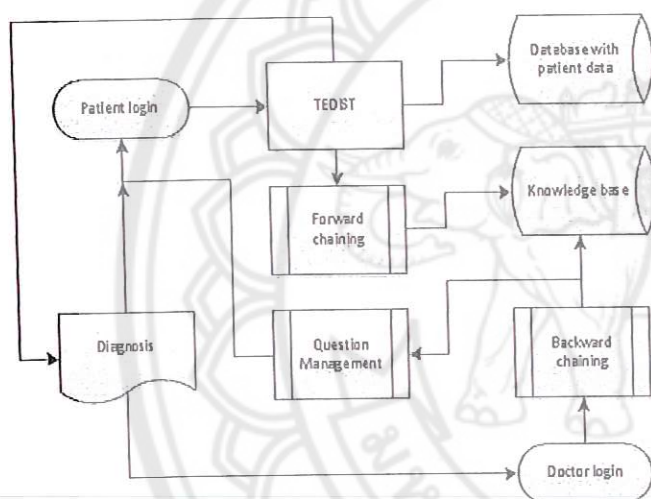 Database with
patient data
Patient login
TEDIST
Knowledge base
Forward
chaining
Diagnosis
Question
Management
Backward
chaining
Doctor login